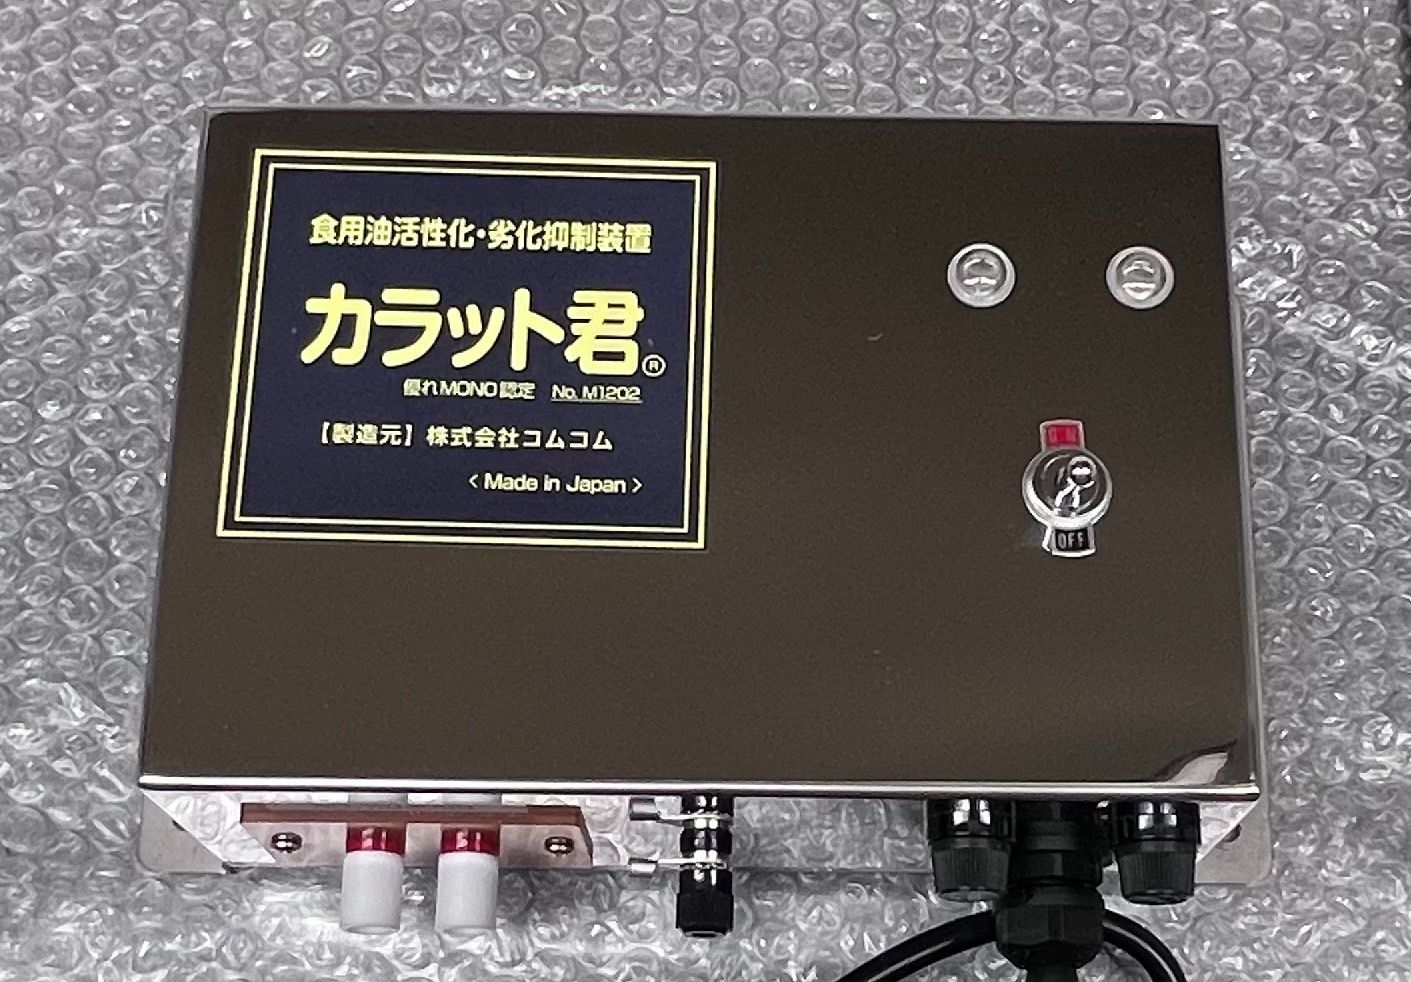 食用油活性化・劣化抑制装置
カラット君®
優れMONO認定 No. M1202
【製造元】株式会社コムコム
< Made in Japan >
ON
OFF